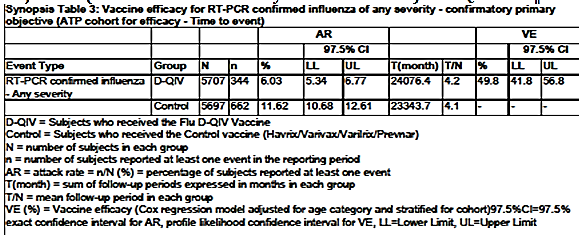 Synopsis Table 3: Vaccine efficacy for RT-PCR confirmed influenza of any severity - confirmatory primary
objective (ATP cohort for efficacy - Time to event)
AR VE
97.5% CI 97.5% CI
Event Type Group N n % LL UL T(month) T/N % LL UL
RT-PCR confirmed influenza D-QIV 5707 344 6.03 5.34 6.77 24076.4 4.2 49.8 41.8 56.8
- Any severity
Control 5697 662 11.62 10.68 12.61 23343.7 4.1 - - -
D-QIV = Subjects who received the Flu D-QIV Vaccine
Control = Subjects who received the Control vaccine (Havrix/Varivax/Varilrix/Prevnar)
N = number of subjects in each group
n = number of subjects reported at least one event in the reporting period
AR = attack rate = n/N (%) = percentage of subjects reported at least one event
T(month) = sum of follow-up periods expressed in months in each group
T/N = mean follow-up period in each group
VE (%) = Vaccine efficacy (Cox regression model adjusted for age category and stratified for cohort)97.5%CI=97.5%
exact confidence interval for AR, profile likelihood confidence interval for VE, LL=Lower Limit, UL=Upper Limit